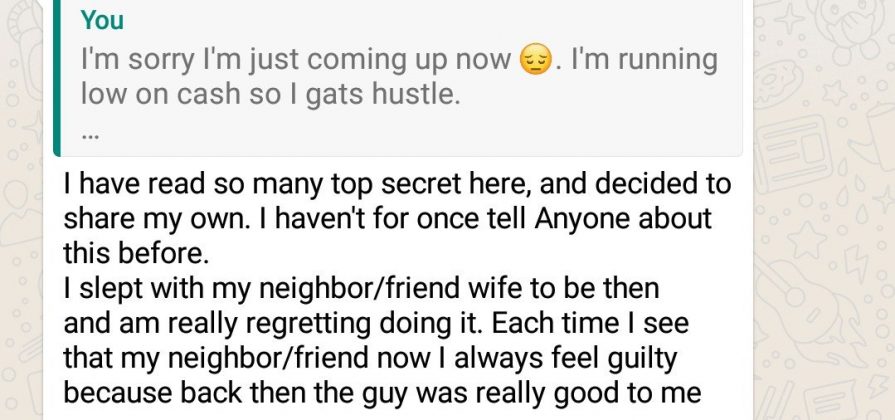 You
I'm sorry I'm just coming up now 😔. I'm running
low on cash so I gats hustle.
...
I have read so many top secret here, and decided to
share my own. I haven't for once tell Anyone about
this before.
I slept with my neighbor/friend wife to be then
and am really regretting doing it. Each time I see
that my neighbor/friend now I always feel guilty
because back then the guy was really good to me